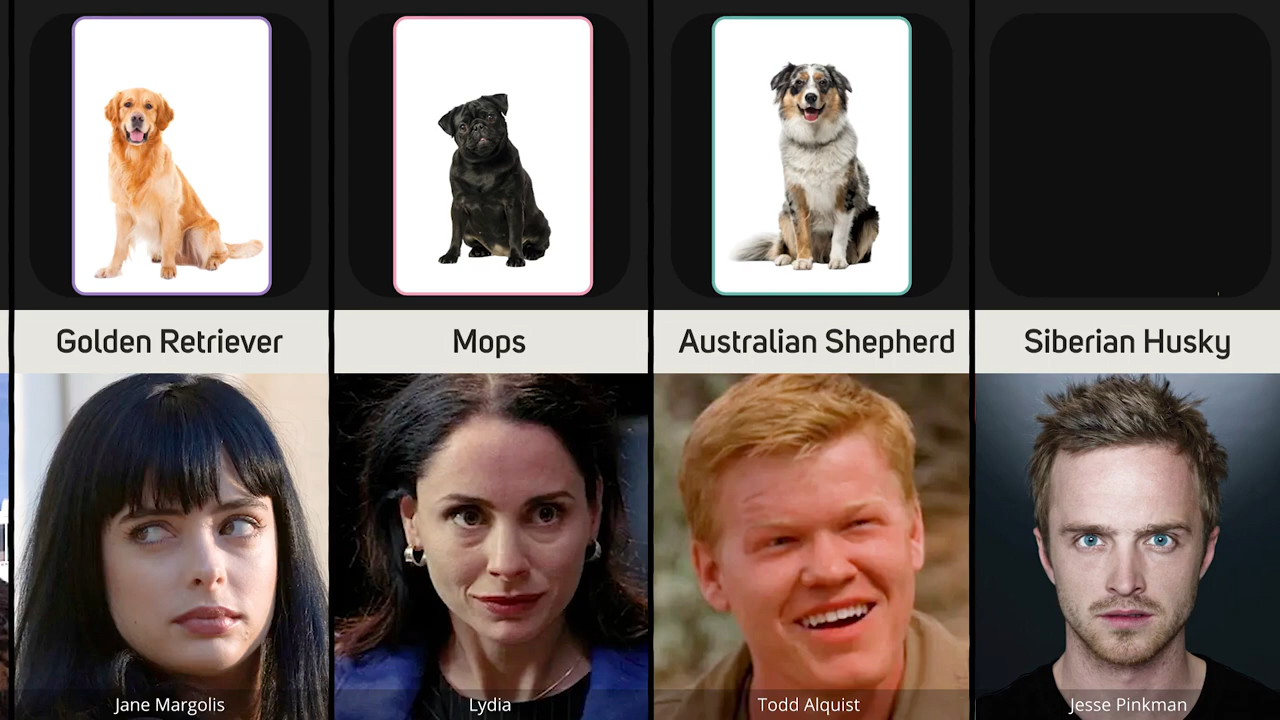 Golden Retriever
Mops
Australian Shepherd
Siberian Husky
Jane Margolis
Lydia
Todd Alquist
Jesse Pinkman